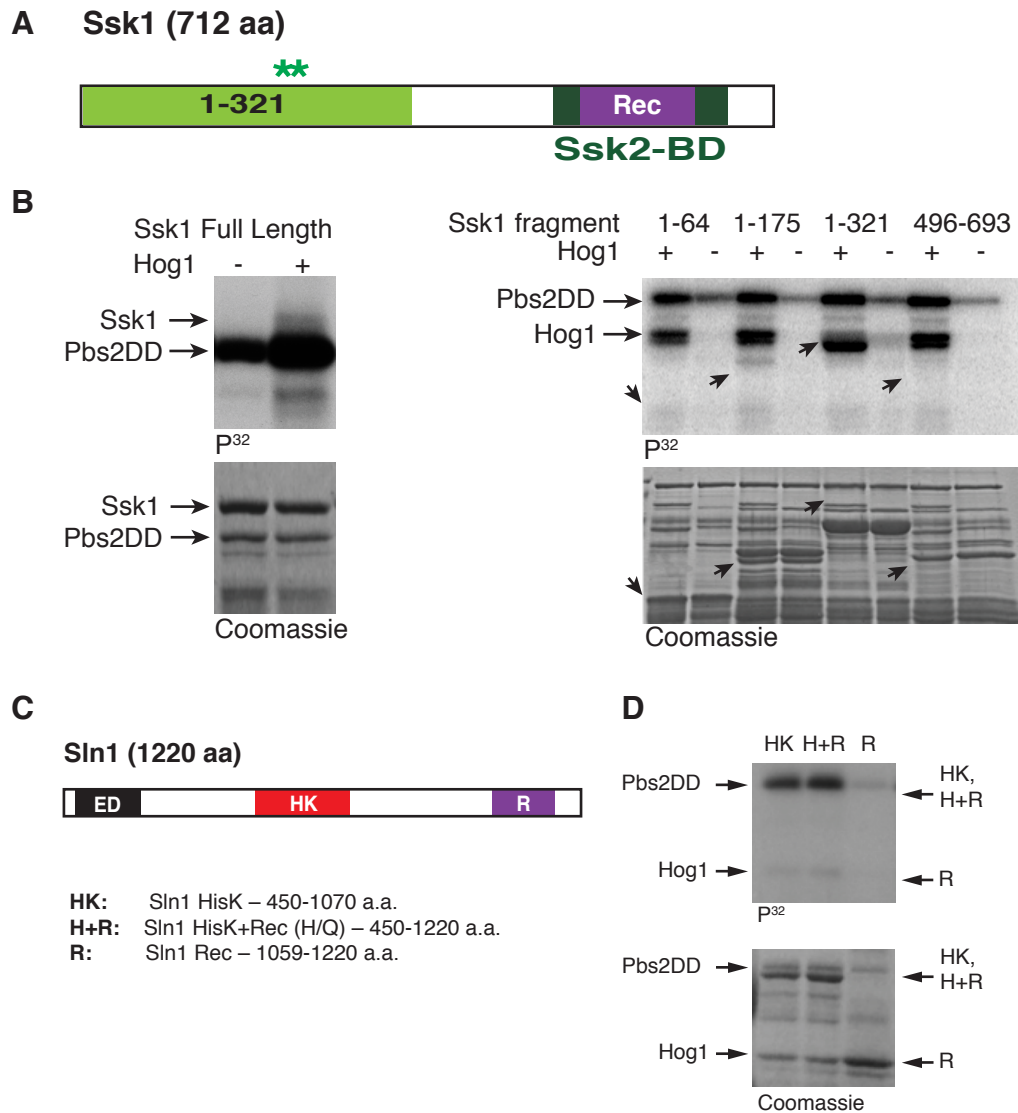 A Ssk1 (712 aa)
**
1-321
Rec
Ssk2-BD
B
Ssk1 Full Length
Hog1 - +
Ssk1
Pbs2DD
P32
Ssk1
Pbs2DD
Coomassie
Ssk1 fragment 1-64 1-175 1-321 496-693
Hog1 + - + - + - + -
Pbs2DD
Hog1
P32
Coomassie
C
Sln1 (1220 aa)
ED HK R
HK: Sln1 HisK – 450-1070 a.a.
H+R: Sln1 HisK+Rec (H/Q) – 450-1220 a.a.
R: Sln1 Rec – 1059-1220 a.a.
D
HK H+R R
Pbs2DD
HK,
H+R
Hog1
R
P32
Pbs2DD
HK,
H+R
Hog1
R
Coomassie